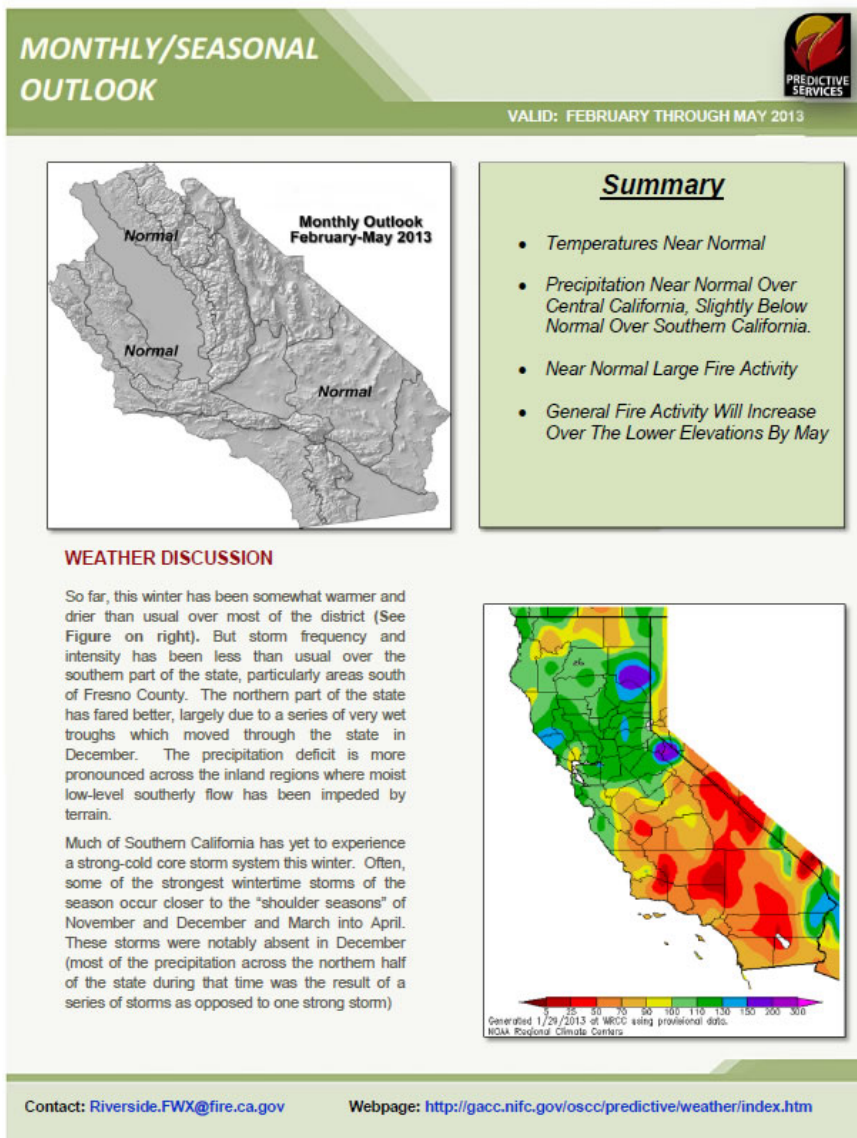 MONTHLY/SEASONAL
OUTLOOK
PREDICTIVE
SERVICES
VALID: FEBRUARY THROUGH MAY 2013
Monthly Outlook
February-May 2013
Normal
Normal
Normal
Summary
• Temperatures Near Normal
• Precipitation Near Normal Over
Central California, Slightly Below
Normal Over Southern California.
• Near Normal Large Fire Activity
• General Fire Activity Will Increase
Over The Lower Elevations By May
WEATHER DISCUSSION
So far, this winter has been somewhat warmer and
drier than usual over most of the district (See
Figure on right). But storm frequency and
intensity has been less than usual over the
southern part of the state, particularly areas south
of Fresno County. The northern part of the state
has fared better, largely due to a series of very wet
troughs which moved through the state in
December. The precipitation deficit is more
pronounced across the inland regions where moist
low-level southerly flow has been impeded by
terrain.
Much of Southern California has yet to experience
a strong-cold core storm system this winter. Often,
some of the strongest wintertime storms of the
season occur closer to the “shoulder seasons” of
November and December and March into April.
These storms were notably absent in December
(most of the precipitation across the northern half
of the state during that time was the result of a
series of storms as opposed to one strong storm)
5 25 50 70 90 100 110 130 150 200 300
Generated 1/29/2013 at WRCC using provisional data.
NOAA Regional Climate Centers
Contact: Riverside.FWX@fire.ca.gov Webpage: http://gacc.nifc.gov/oscc/predictive/weather/index.htm